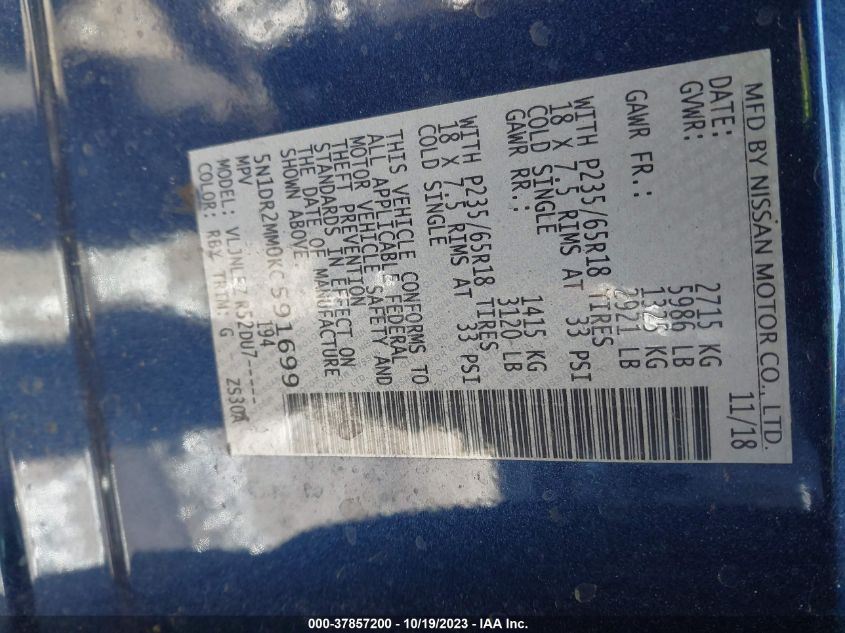 MFD BY NISSAN MOTOR CO., LTD.
DATE: 11/18
GVWR: 2715 KG
5986 LB
GAWR FR.: 1325 KG
2921 LB
WITH P235/65R18 TIRES
18 X 7.5 RIMS AT 33 PSI
COLD SINGLE
GAWR RR.: 1415 KG
3120 LB
WITH P235/65R18 TIRES
18 X 7.5 RIMS AT 33 PSI
COLD SINGLE
THIS VEHICLE CONFORMS TO
ALL APPLICABLE FEDERAL
MOTOR VEHICLE SAFETY AND
THEFT PREVENTION
STANDARDS IN EFFECT ON
THE DATE OF MANUFACTURE
SHOWN ABOVE
5N1DR2MM0KC591699
MPV 194
MODEL: R52DU7-----
COLOR: RBY TRIM: G ZS30A
000-37857200 - 10/19/2023 - IAA Inc.